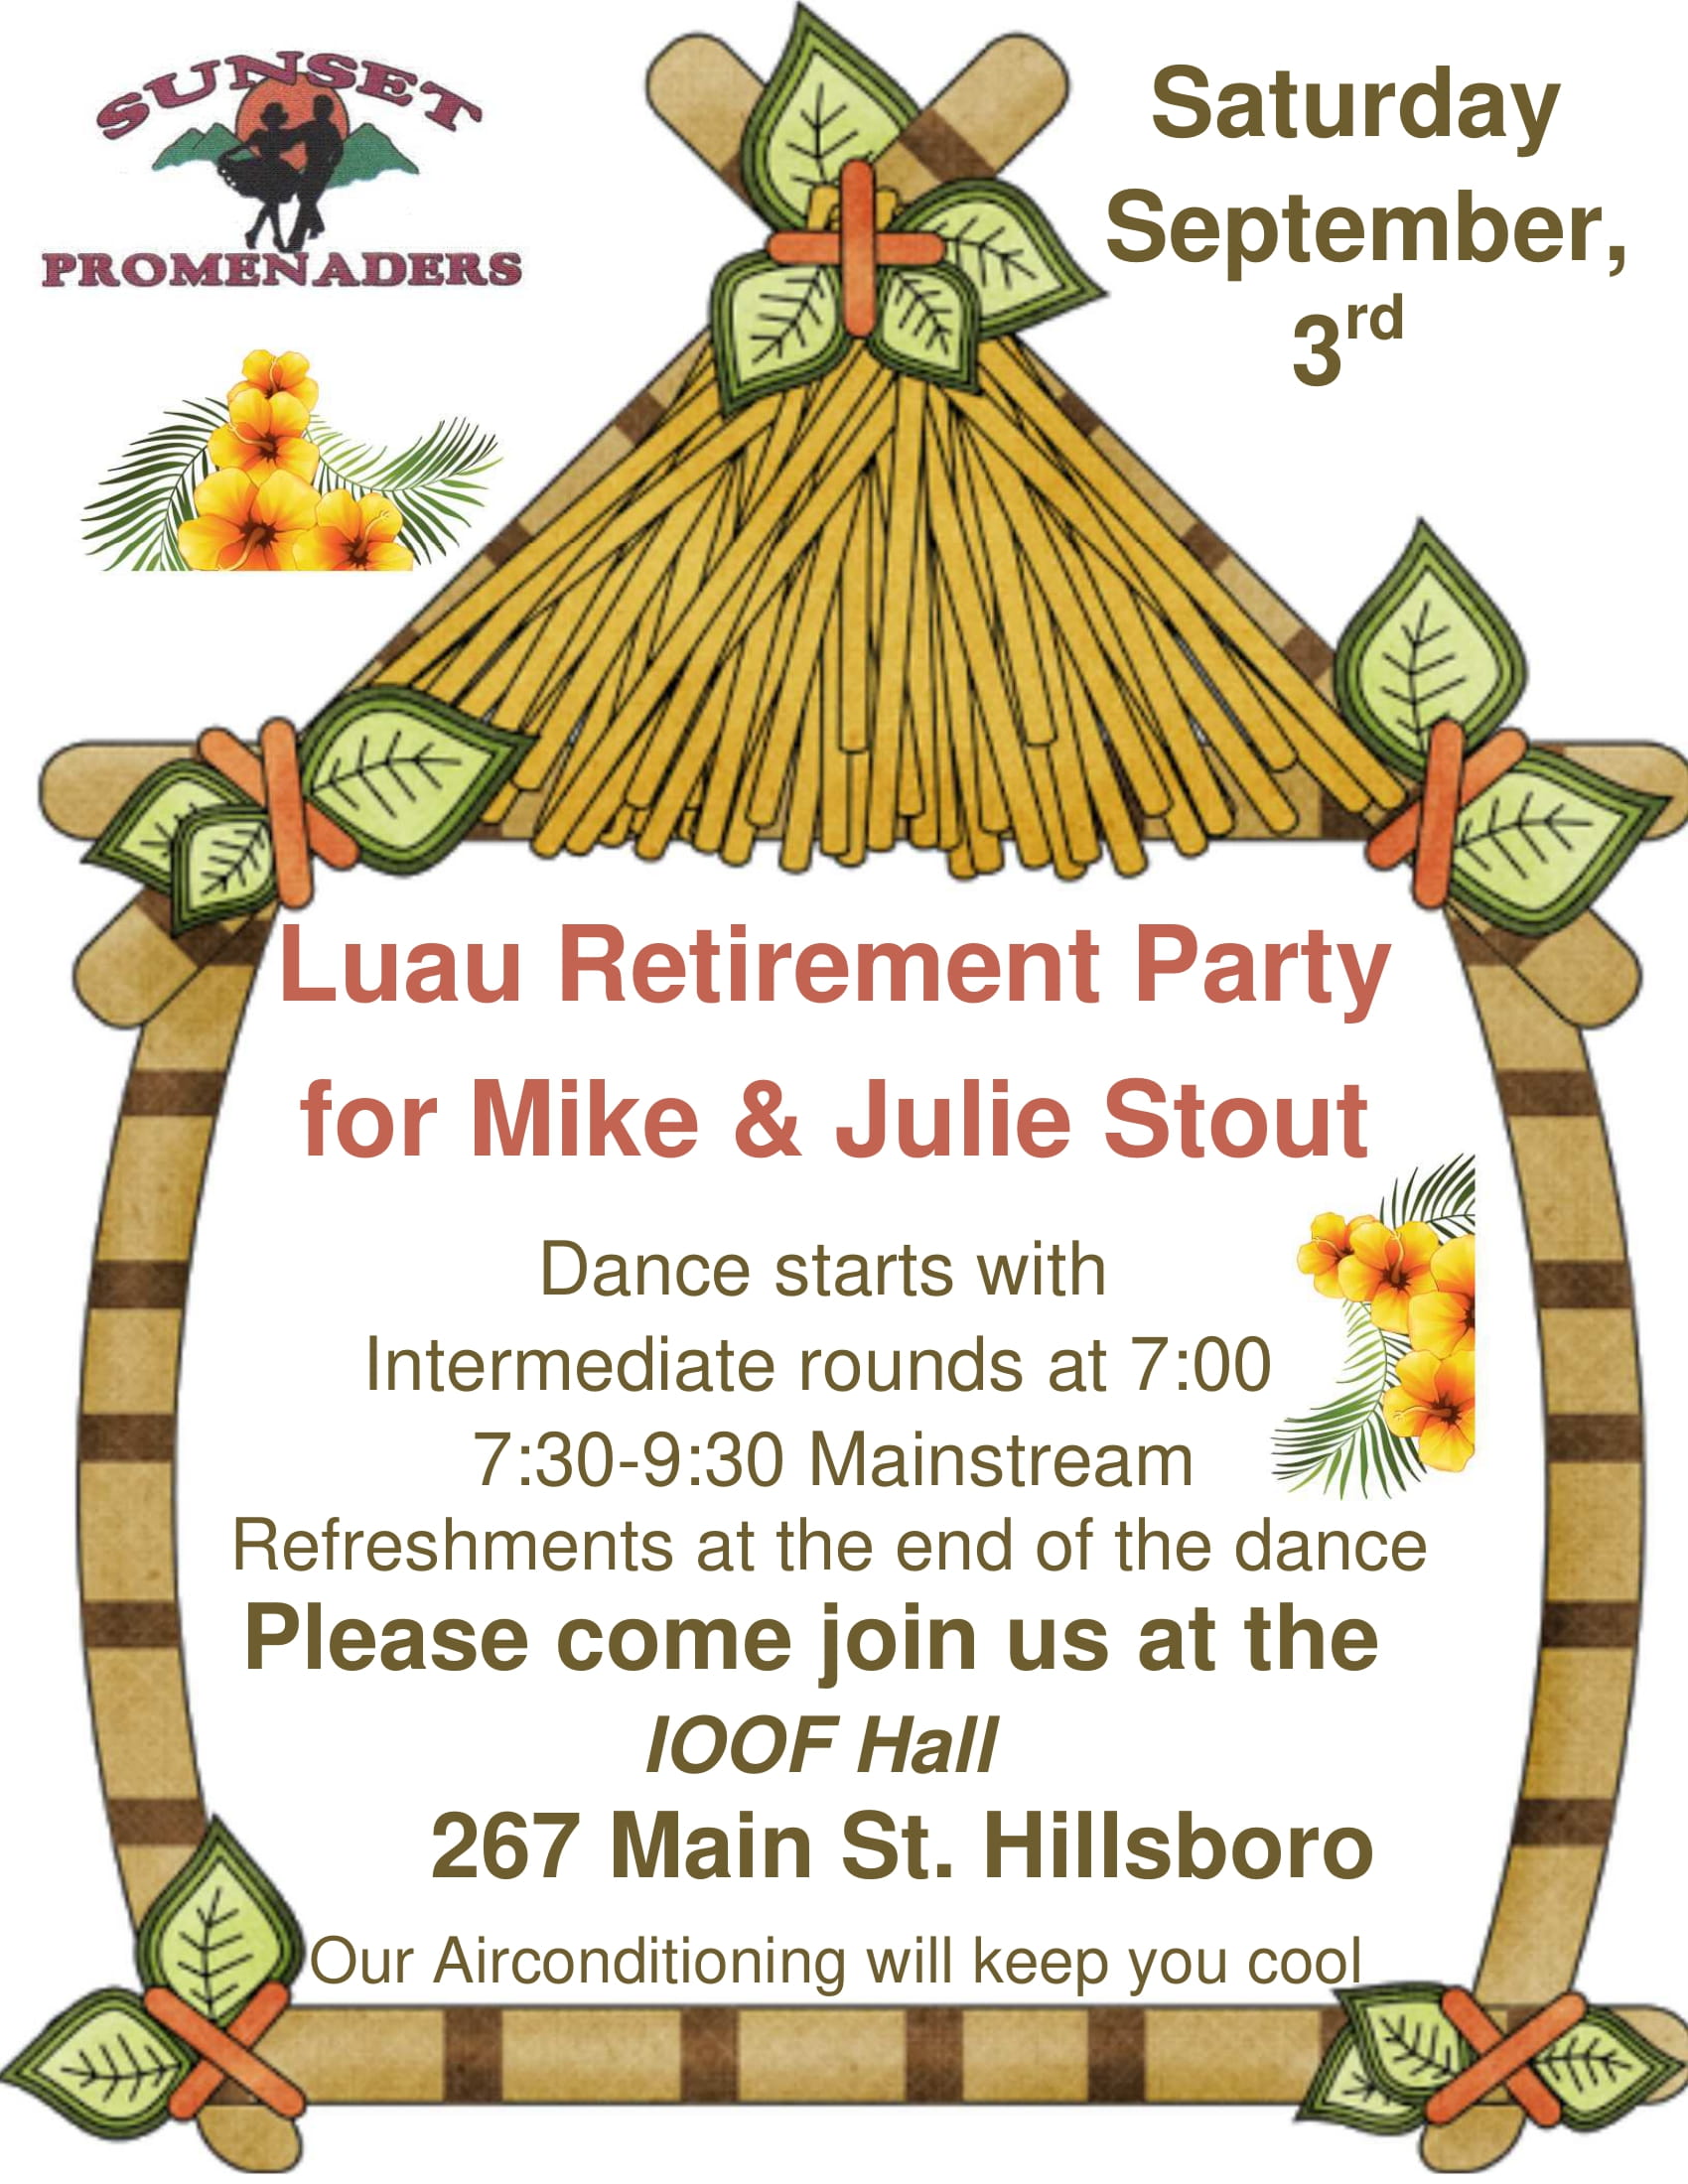 SUNSET
PROMENADERS
Saturday
September,
3rd
Luau Retirement Party
for Mike & Julie Stout
Dance starts with
Intermediate rounds at 7:00
7:30-9:30 Mainstream
Refreshments at the end of the dance
Please come join us at the
IOOF Hall
267 Main St. Hillsboro
Our Airconditioning will keep you cool